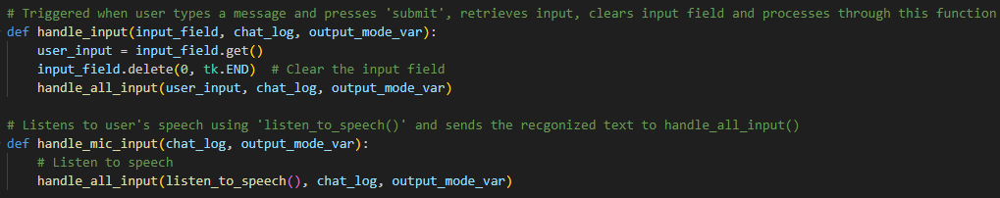 # Triggered when user types a message and presses 'submit', retrieves input, clears input field and processes through this function
def handle_input(input_field, chat_log, output_mode_var):
    user_input = input_field.get()
    input_field.delete(0, tk.END)  # Clear the input field
    handle_all_input(user_input, chat_log, output_mode_var)

# Listens to user's speech using 'listen_to_speech()' and sends the recgonized text to handle_all_input()
def handle_mic_input(chat_log, output_mode_var):
    # Listen to speech
    handle_all_input(listen_to_speech(), chat_log, output_mode_var)